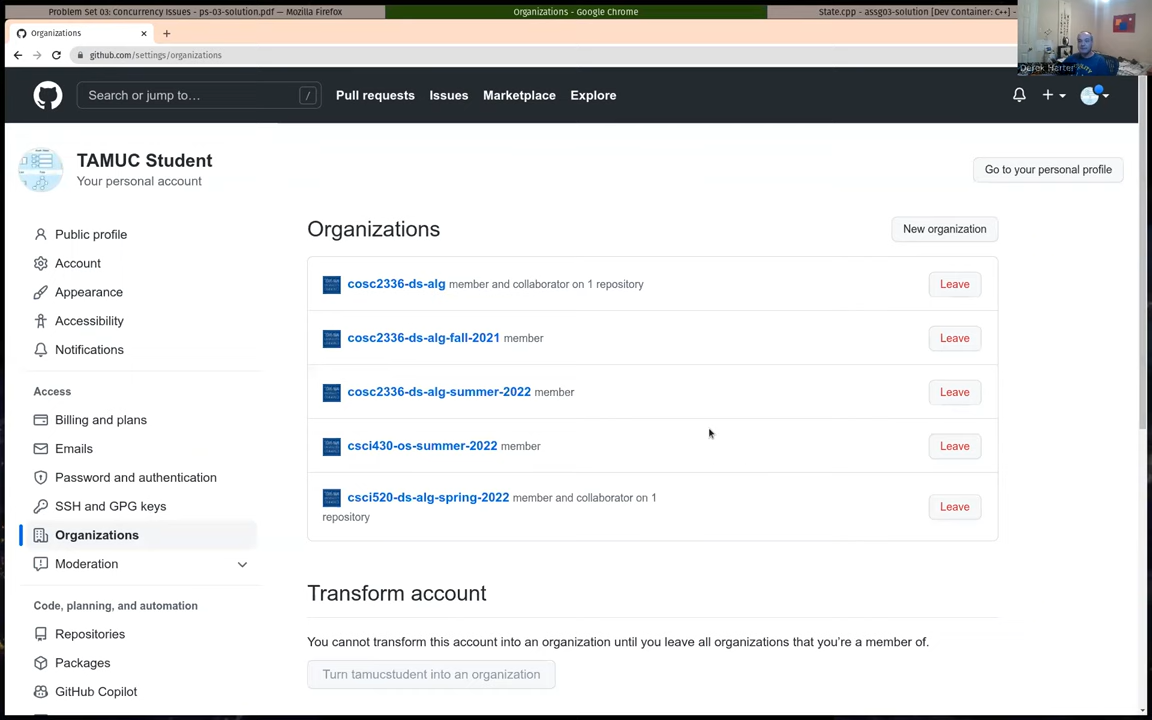 Problem Set 03: Concurrency Issues - ps-03-solution.pdf — Mozilla Firefox
Organizations - Google Chrome
State.cpp - assg03-solution [Dev Container: C++] -
Organizations
github.com/settings/organizations
Derek Harter
Search or jump to…
/
Pull requests
Issues
Marketplace
Explore
TAMUC Student
Your personal account
Go to your personal profile
Public profile
Account
Appearance
Accessibility
Notifications
Access
Billing and plans
Emails
Password and authentication
SSH and GPG keys
Organizations
Moderation
Code, planning, and automation
Repositories
Packages
GitHub Copilot
Organizations
New organization
cosc2336-ds-alg member and collaborator on 1 repository
Leave
cosc2336-ds-alg-fall-2021 member
Leave
cosc2336-ds-alg-summer-2022 member
Leave
csci430-os-summer-2022 member
Leave
csci520-ds-alg-spring-2022 member and collaborator on 1
repository
Leave
Transform account
You cannot transform this account into an organization until you leave all organizations that you're a member of.
Turn tamucstudent into an organization